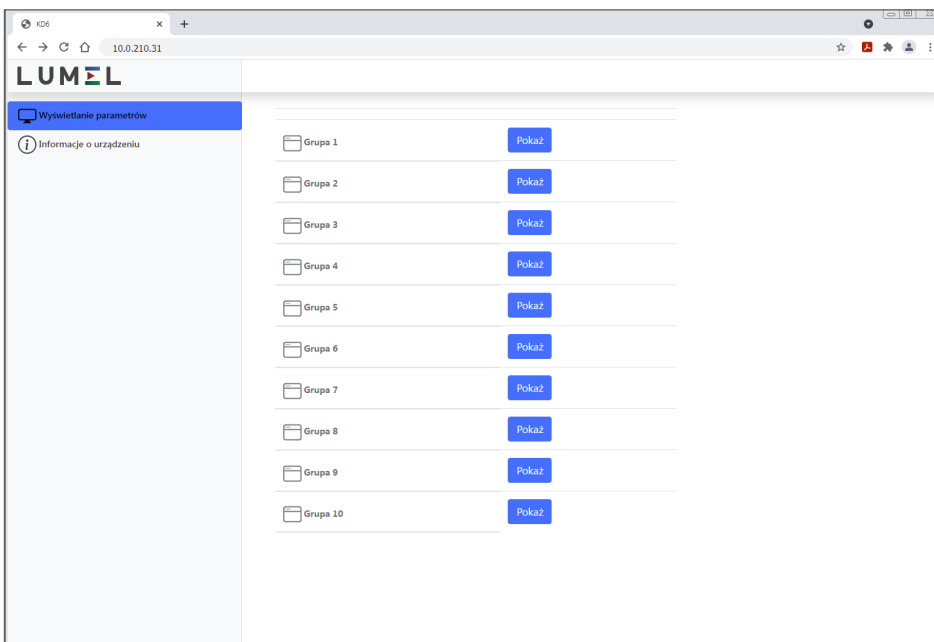 KD6
10.0.210.31
LUMEL
Wyświetlanie parametrów
Informacje o urządzeniu
Grupa 1 Pokaż
Grupa 2 Pokaż
Grupa 3 Pokaż
Grupa 4 Pokaż
Grupa 5 Pokaż
Grupa 6 Pokaż
Grupa 7 Pokaż
Grupa 8 Pokaż
Grupa 9 Pokaż
Grupa 10 Pokaż